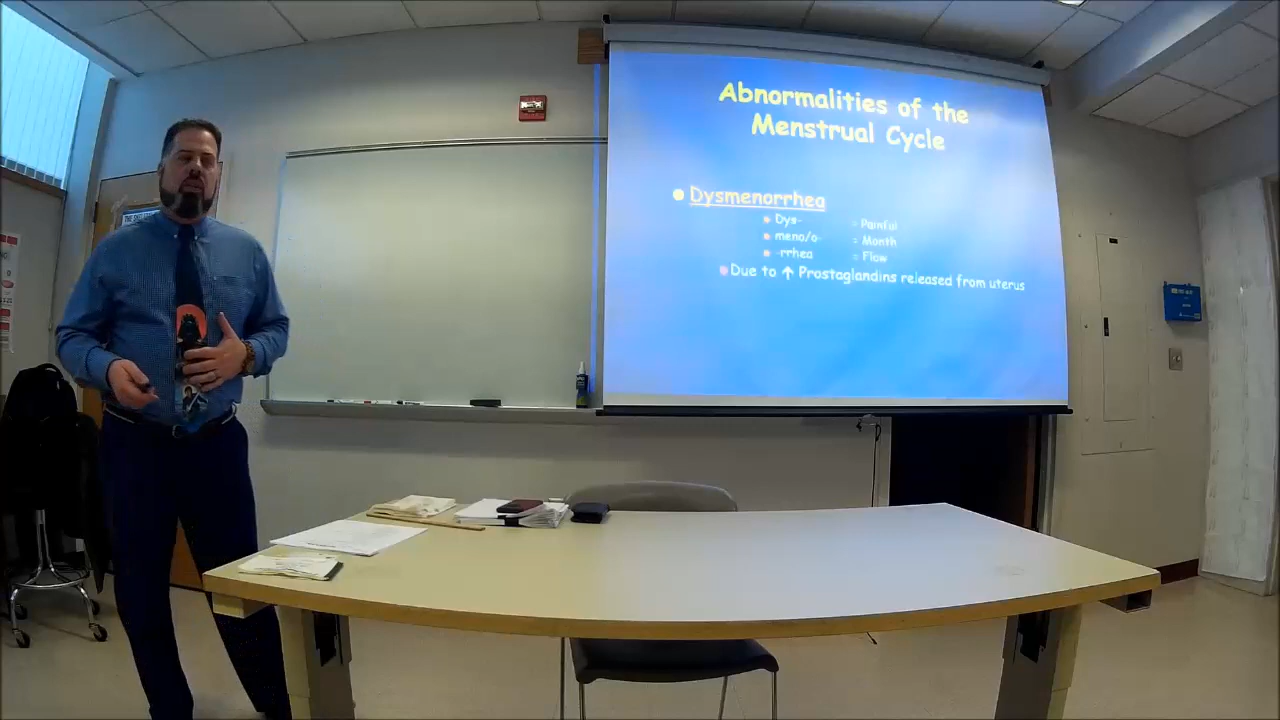 Abnormalities of the
Menstrual Cycle
Dysmenorrhea
Dys- = Painful
meno/o- = Month
-rrhea = Flow
Due to ↑ Prostaglandins released from uterus